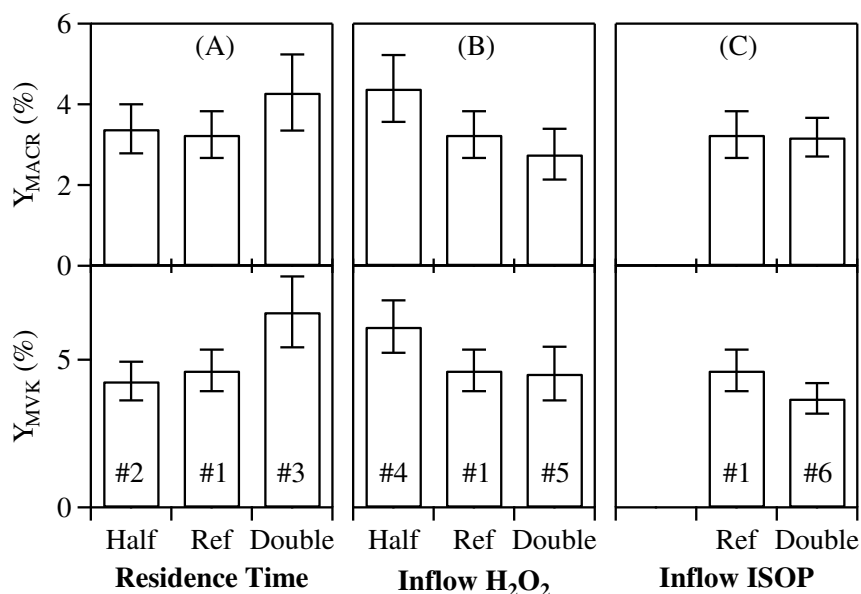 (A) (B) (C)
6
4
2
0
Y_MACR (%)
5
0
Y_MVK (%)
#2 #1 #3 #4 #1 #5 #1 #6
Half Ref Double Half Ref Double Ref Double
Residence Time Inflow H₂O₂ Inflow ISOP